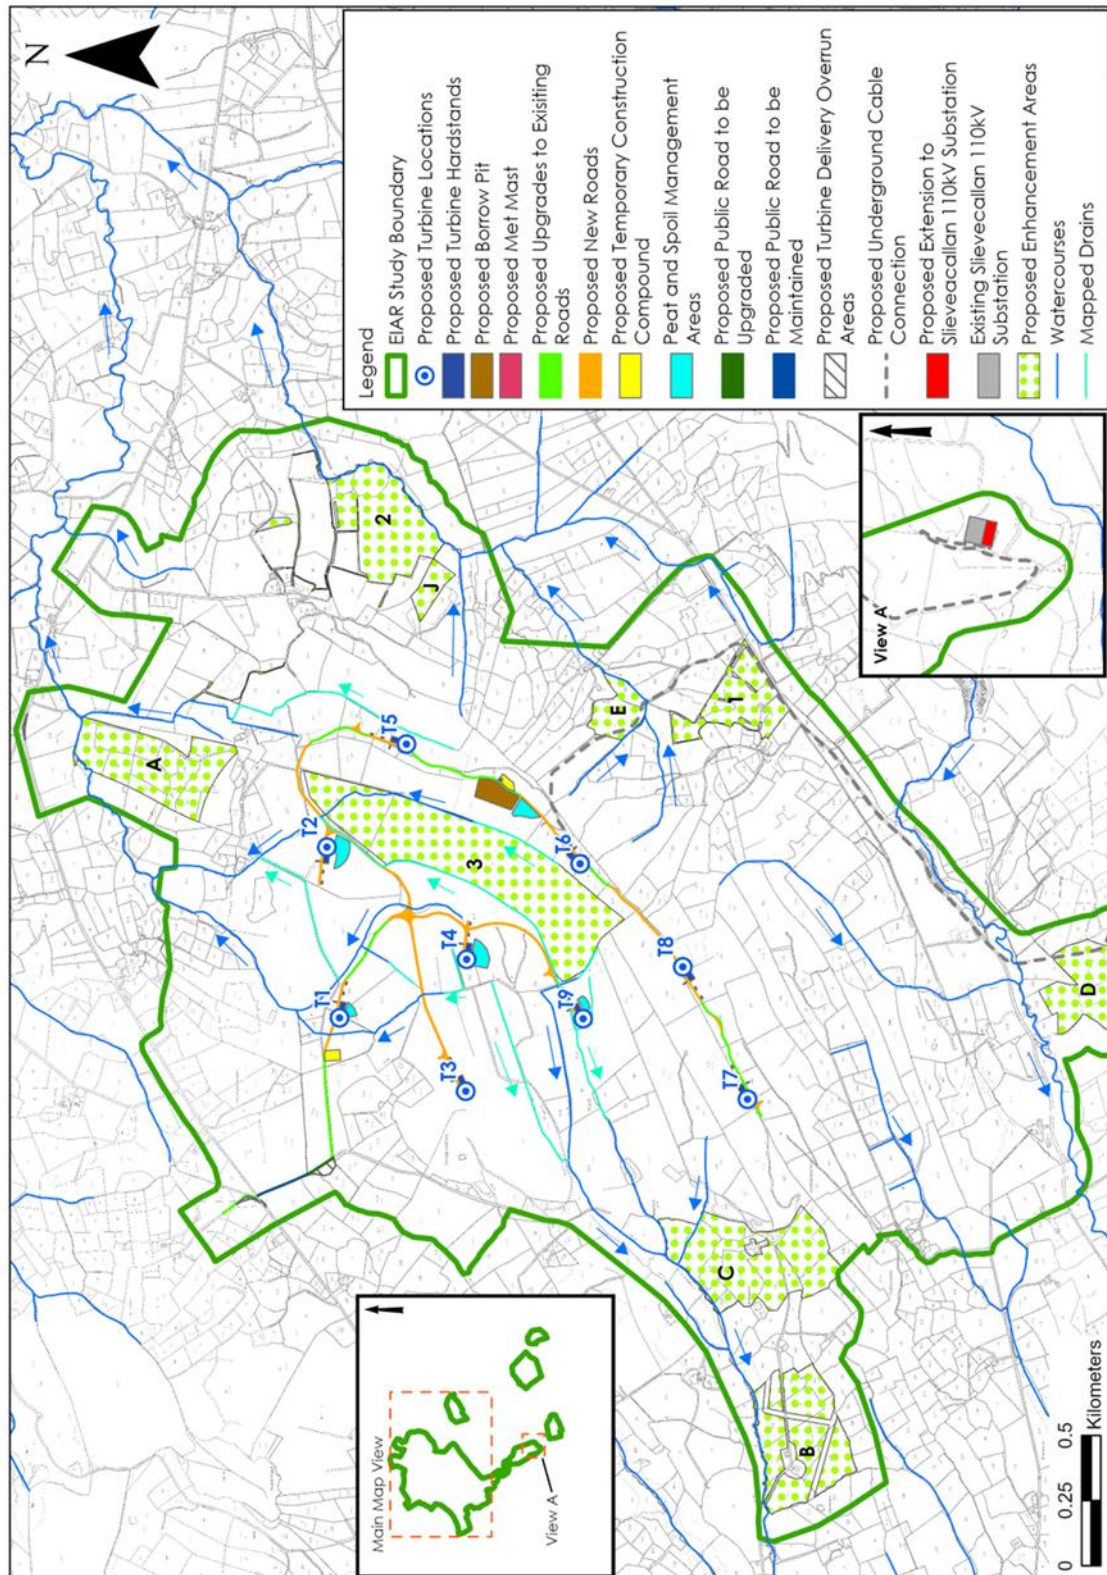 N
Legend
EIAR Study Boundary
Proposed Turbine Locations
Proposed Turbine Hardstands
Proposed Borrow Pit
Proposed Met Mast
Proposed Upgrades to Exisiting
Roads
Proposed New Roads
Proposed Temporary Construction
Compound
Peat and Spoil Management
Areas
Proposed Public Road to be
Upgraded
Proposed Public Road to be
Maintained
Proposed Turbine Delivery Overrun
Areas
Proposed Underground Cable
Connection
Proposed Extension to
Slieveacallan 110kV Substation
Existing Slievecallan 110kV
Substation
Proposed Enhancement Areas
Watercourses
Mapped Drains
View A
Main Map View
View A
A
2
J
T5
T2
3
E
1
T6
T4
T1
T8
T9
T3
T7
D
C
B
0 0.25 0.5
Kilometers